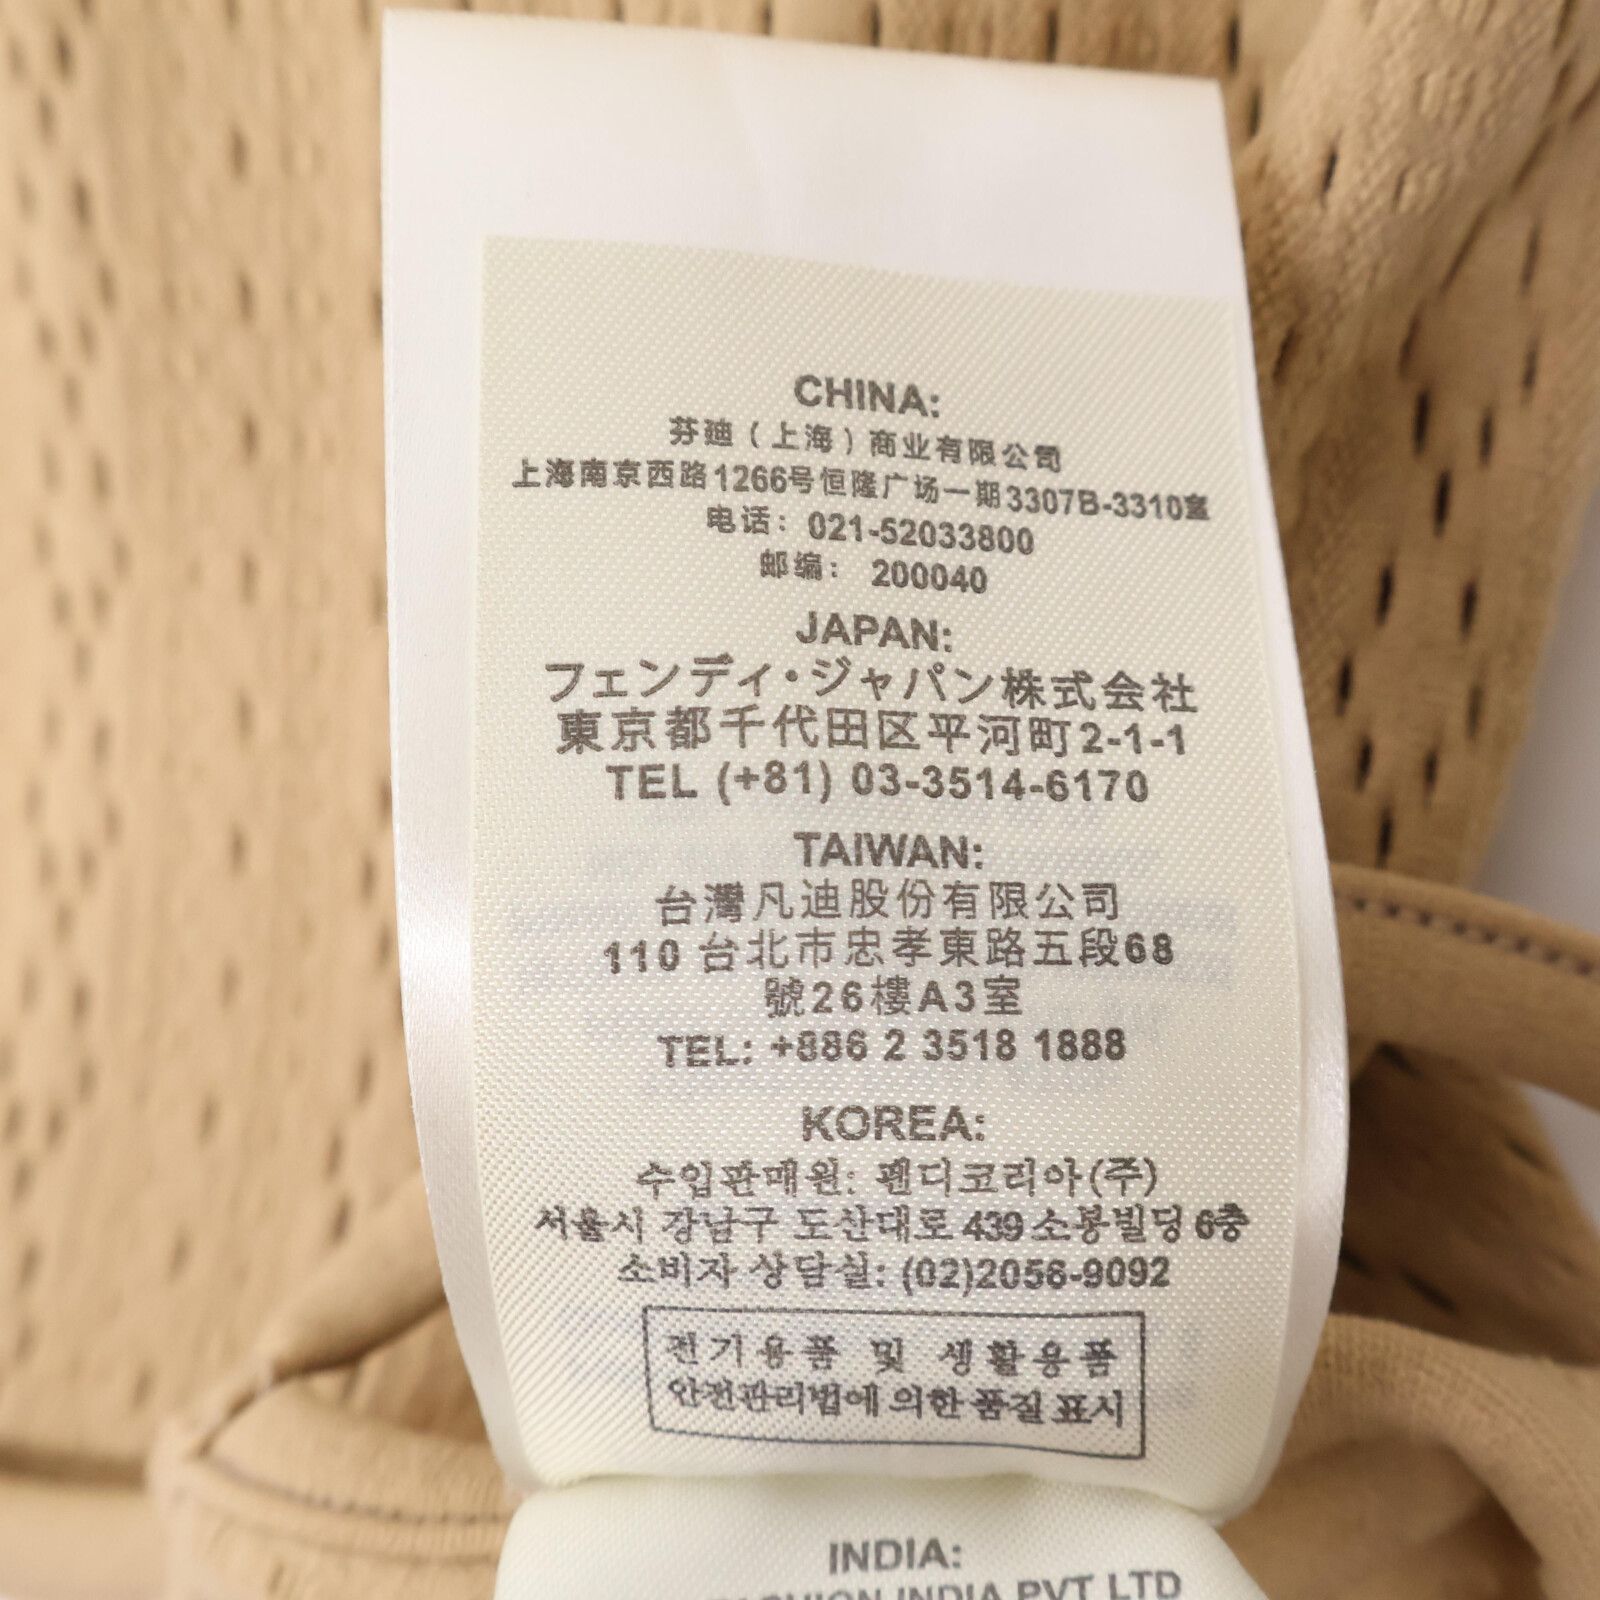 CHINA:
芬迪（上海）商业有限公司
上海南京西路1266号恒隆广场一期3307B-3310室
电话：021-52033800
邮编：200040
JAPAN:
フェンディ・ジャパン株式会社
東京都千代田区平河町2-1-1
TEL (+81) 03-3514-6170
TAIWAN:
台灣凡迪股份有限公司
110 台北市忠孝東路五段68
號26樓A3室
TEL: +886 2 3518 1888
KOREA:
수입판매원: 팬디코리아(주)
서울시 강남구 도산대로 439 소봉빌딩 6층
소비자 상담실: (02)2056-9092
전기용품 및 생활용품
안전관리법에 의한 품질 표시
INDIA:
INDIA PVT LTD